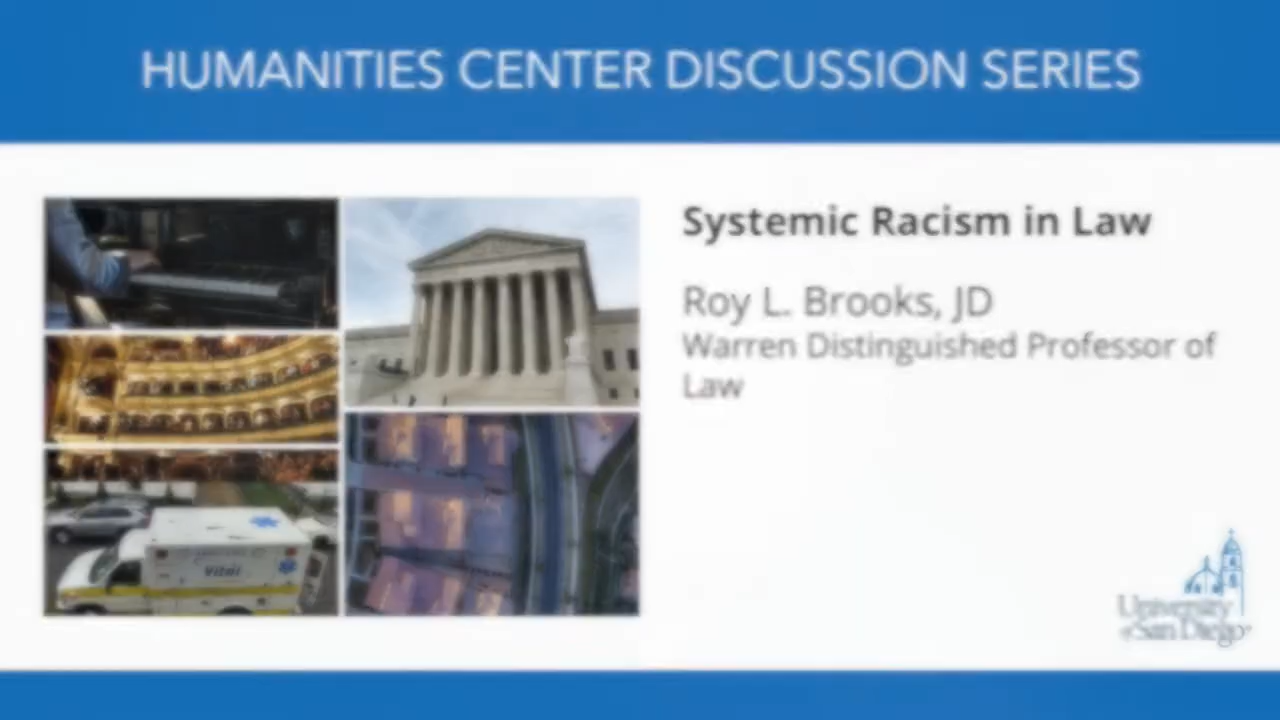 HUMANITIES CENTER DISCUSSION SERIES
Systemic Racism in Law
Roy L. Brooks, JD
Warren Distinguished Professor of
Law
Vital
University
of San Diego